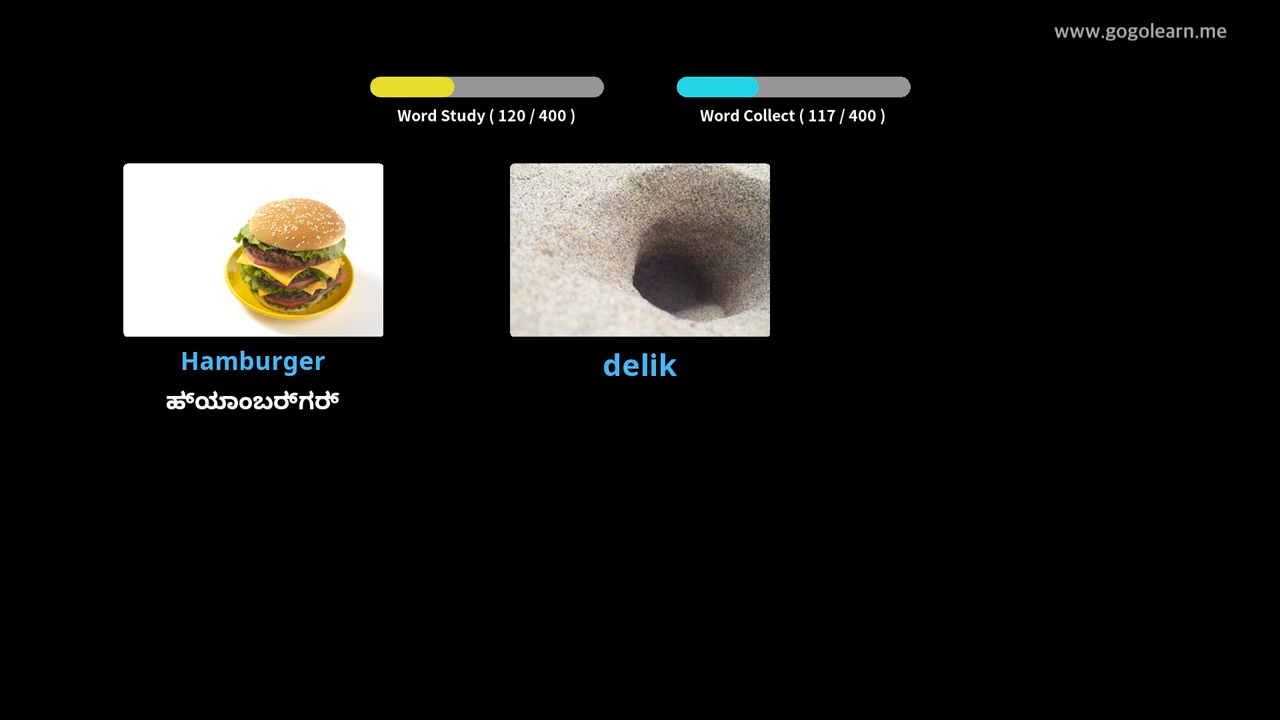 www.gogolearn.me
Word Study ( 120 / 400 )
Word Collect ( 117 / 400 )
Hamburger
ಹ್ಯಾಂಬರ್ಗರ್
delik